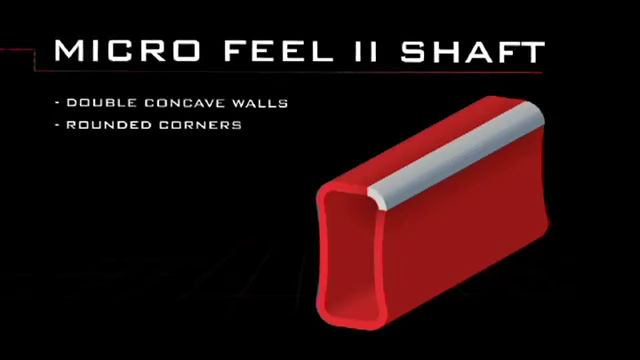 MICRO FEEL II SHAFT
- DOUBLE CONCAVE WALLS
- ROUNDED CORNERS